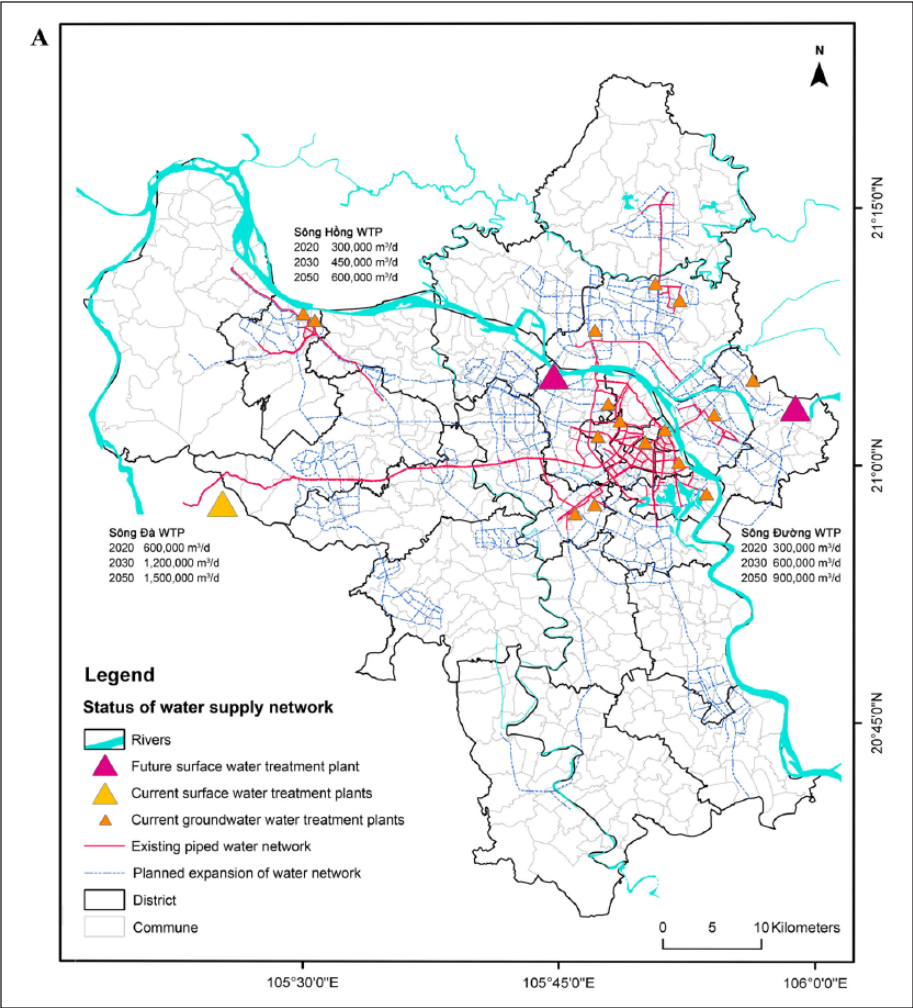 A
N
21°15'0"N
Sông Hồng WTP
2020 300,000 m³/d
2030 450,000 m³/d
2050 600,000 m³/d
21°0'0"N
Sông Đà WTP
2020 600,000 m³/d
2030 1,200,000 m³/d
2050 1,500,000 m³/d
Sông Đường WTP
2020 300,000 m³/d
2030 600,000 m³/d
2050 900,000 m³/d
20°45'0"N
Legend
Status of water supply network
Rivers
Future surface water treatment plant
Current surface water treatment plants
Current groundwater water treatment plants
Existing piped water network
Planned expansion of water network
District
Commune
0 5 10 Kilometers
105°30'0"E 105°45'0"E 106°0'0"E